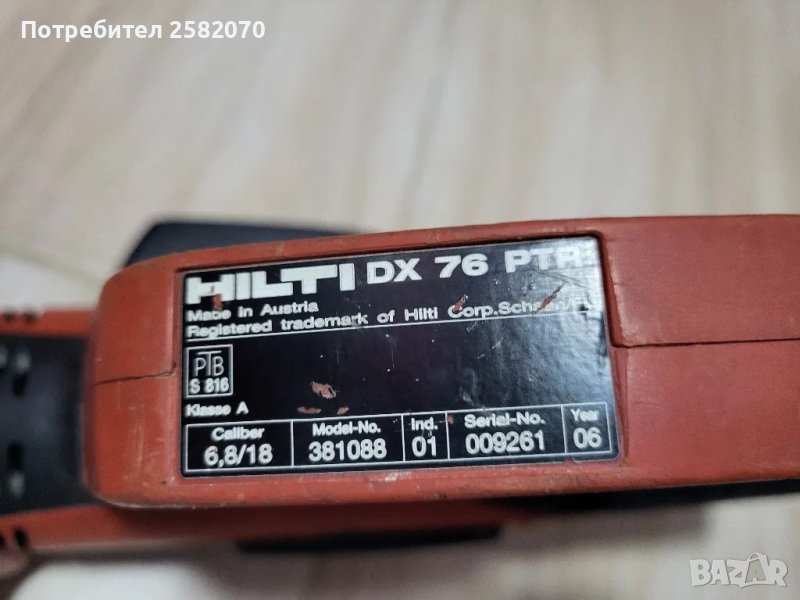 Потребител 2582070
HILTI DX 76 PTR
Made in Austria
Registered trademark of Hilti Corp.
PTB
S 816
Klasse A
Caliber Model-No. Ind. Serial-No. Year
6,8/18 381088 01 009261 06
BAZAR